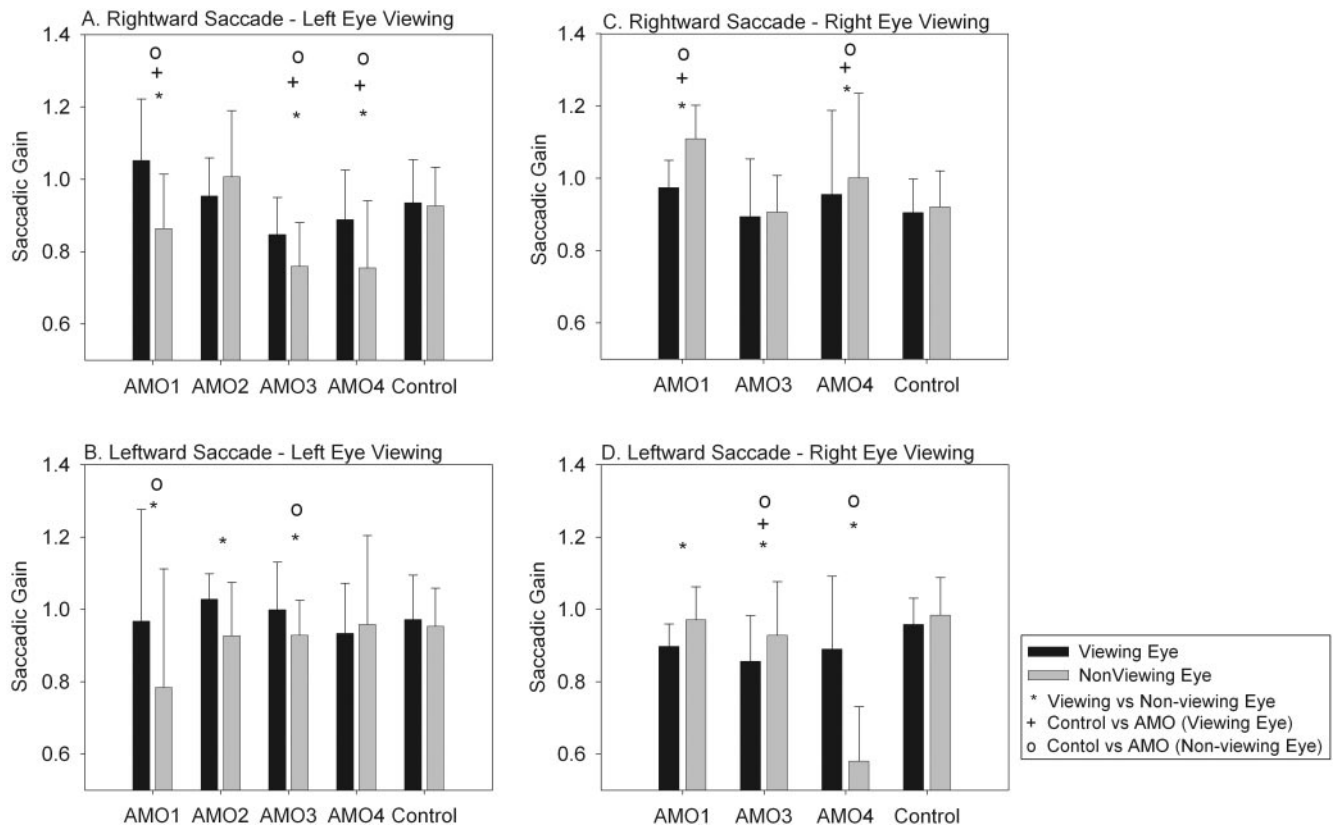 A. Rightward Saccade - Left Eye Viewing
1.4
1.2
1.0
0.8
0.6
Saccadic Gain
o o o
+ + +
* * *
AMO1 AMO2 AMO3 AMO4 Control
C. Rightward Saccade - Right Eye Viewing
1.4
1.2
1.0
0.8
0.6
Saccadic Gain
o o
+ +
* *
AMO1 AMO3 AMO4 Control
B. Leftward Saccade - Left Eye Viewing
1.4
1.2
1.0
0.8
0.6
Saccadic Gain
o o
* * *
AMO1 AMO2 AMO3 AMO4 Control
D. Leftward Saccade - Right Eye Viewing
1.4
1.2
1.0
0.8
0.6
Saccadic Gain
o o
+ *
* *
AMO1 AMO3 AMO4 Control
Viewing Eye
NonViewing Eye
* Viewing vs Non-viewing Eye
+ Control vs AMO (Viewing Eye)
o Contol vs AMO (Non-viewing Eye)